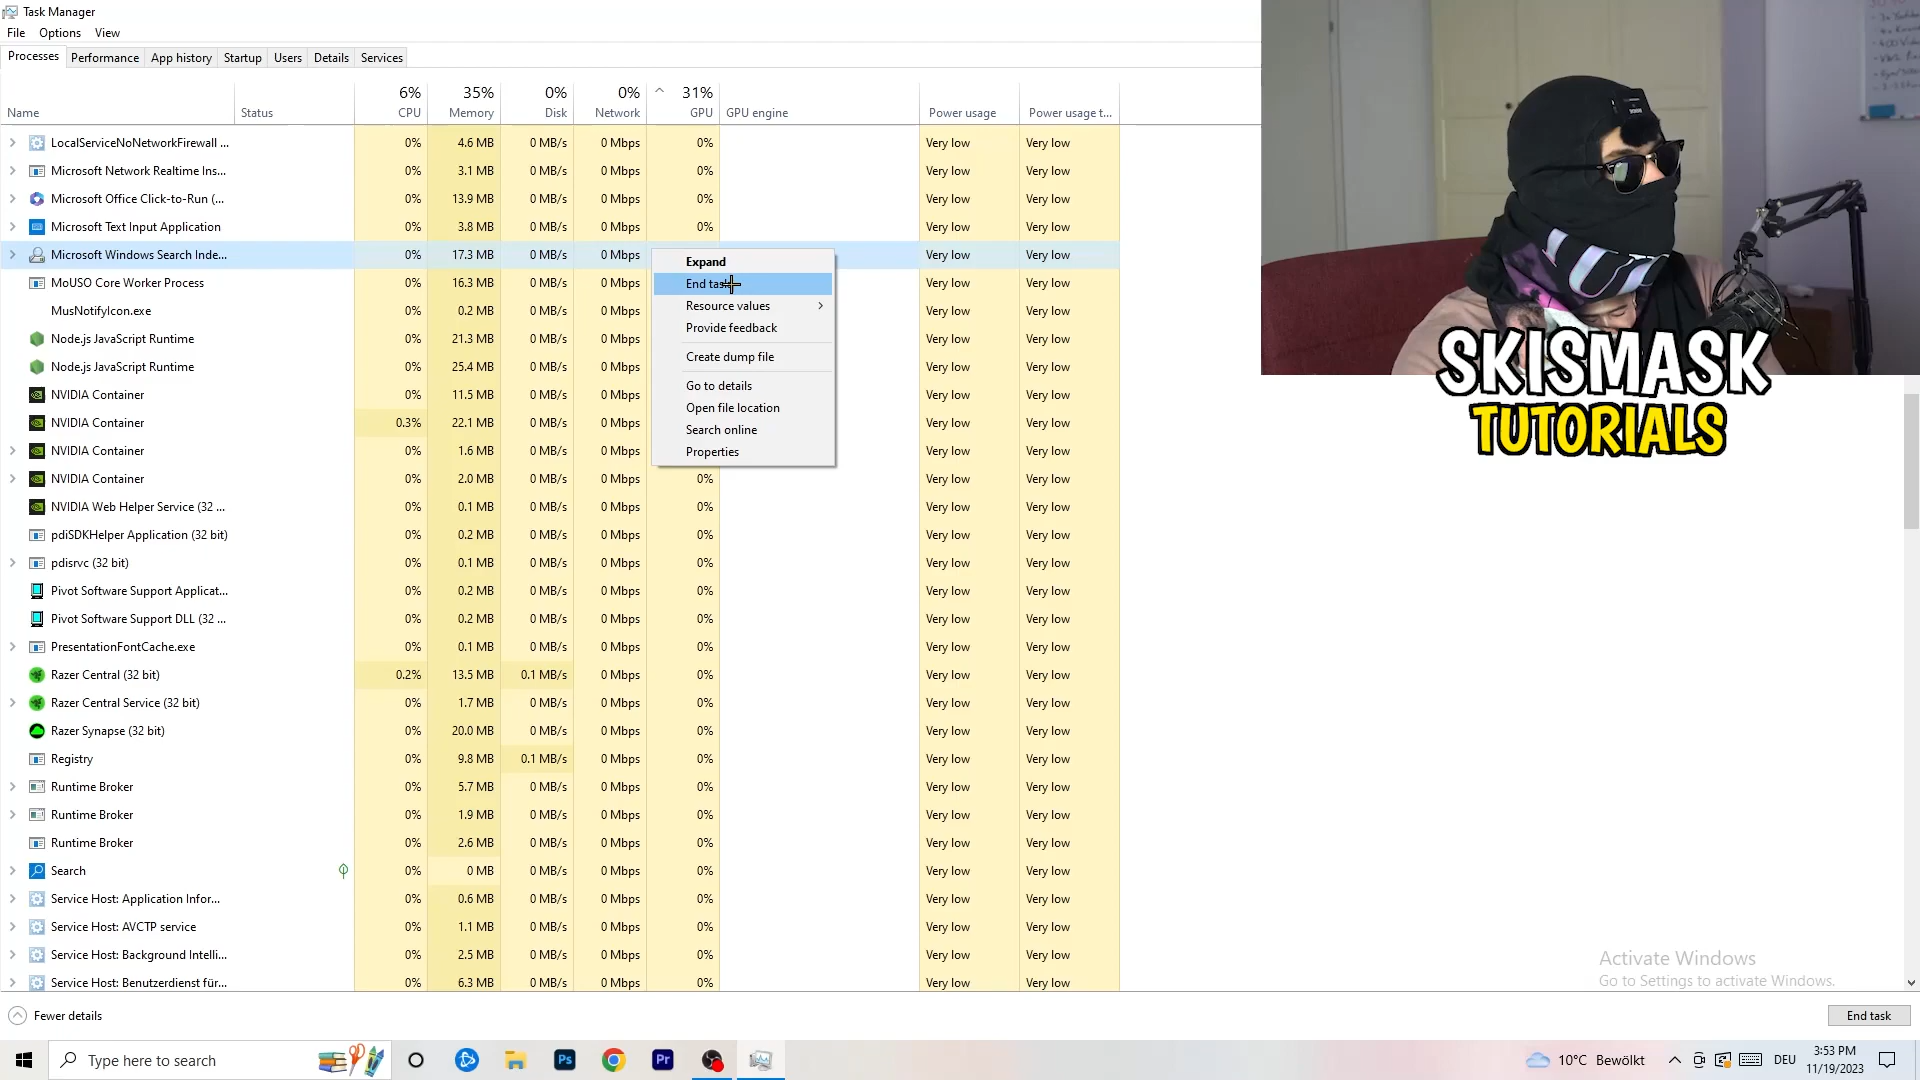 Task Manager
File Options View
Processes Performance App history Startup Users Details Services
6% 35% 0% 0% 31%
Name Status CPU Memory Disk Network GPU GPU engine Power usage Power usage t...
LocalServiceNoNetworkFirewall ... 0% 4.6 MB 0 MB/s 0 Mbps 0% Very low Very low
Microsoft Network Realtime Ins... 0% 3.1 MB 0 MB/s 0 Mbps 0% Very low Very low
Microsoft Office Click-to-Run (... 0% 13.9 MB 0 MB/s 0 Mbps 0% Very low Very low
Microsoft Text Input Application 0% 3.8 MB 0 MB/s 0 Mbps 0% Very low Very low
Microsoft Windows Search Inde... 0% 17.3 MB 0 MB/s 0 Mbps Very low Very low
MoUSO Core Worker Process 0% 16.3 MB 0 MB/s 0 Mbps Very low Very low
MusNotifyIcon.exe 0% 0.2 MB 0 MB/s 0 Mbps Very low Very low
Node.js JavaScript Runtime 0% 21.3 MB 0 MB/s 0 Mbps Very low Very low
Node.js JavaScript Runtime 0% 25.4 MB 0 MB/s 0 Mbps Very low Very low
NVIDIA Container 0% 11.5 MB 0 MB/s 0 Mbps Very low Very low
NVIDIA Container 0.3% 22.1 MB 0 MB/s 0 Mbps Very low Very low
NVIDIA Container 0% 1.6 MB 0 MB/s 0 Mbps Very low Very low
NVIDIA Container 0% 2.0 MB 0 MB/s 0 Mbps 0% Very low Very low
NVIDIA Web Helper Service (32 ... 0% 0.1 MB 0 MB/s 0 Mbps 0% Very low Very low
pdiSDKHelper Application (32 bit) 0% 0.2 MB 0 MB/s 0 Mbps 0% Very low Very low
pdisrvc (32 bit) 0% 0.1 MB 0 MB/s 0 Mbps 0% Very low Very low
Pivot Software Support Applicat... 0% 0.2 MB 0 MB/s 0 Mbps 0% Very low Very low
Pivot Software Support DLL (32 ... 0% 0.2 MB 0 MB/s 0 Mbps 0% Very low Very low
PresentationFontCache.exe 0% 0.1 MB 0 MB/s 0 Mbps 0% Very low Very low
Razer Central (32 bit) 0.2% 13.5 MB 0.1 MB/s 0 Mbps 0% Very low Very low
Razer Central Service (32 bit) 0% 1.7 MB 0 MB/s 0 Mbps 0% Very low Very low
Razer Synapse (32 bit) 0% 20.0 MB 0 MB/s 0 Mbps 0% Very low Very low
Registry 0% 9.8 MB 0.1 MB/s 0 Mbps 0% Very low Very low
Runtime Broker 0% 5.7 MB 0 MB/s 0 Mbps 0% Very low Very low
Runtime Broker 0% 1.9 MB 0 MB/s 0 Mbps 0% Very low Very low
Runtime Broker 0% 2.6 MB 0 MB/s 0 Mbps 0% Very low Very low
Search 0% 0 MB 0 MB/s 0 Mbps 0% Very low Very low
Service Host: Application Infor... 0% 0.6 MB 0 MB/s 0 Mbps 0% Very low Very low
Service Host: AVCTP service 0% 1.1 MB 0 MB/s 0 Mbps 0% Very low Very low
Service Host: Background Intelli... 0% 2.5 MB 0 MB/s 0 Mbps 0% Very low Very low
Service Host: Benutzerdienst für... 0% 6.3 MB 0 MB/s 0 Mbps 0% Very low Very low
Expand
End task
Resource values
Provide feedback
Create dump file
Go to details
Open file location
Search online
Properties
SKISMASK
TUTORIALS
Activate Windows
Go to Settings to activate Windows.
Fewer details
End task
Type here to search
Ps
Pr
10°C Bewölkt
DEU
3:53 PM
11/19/2023